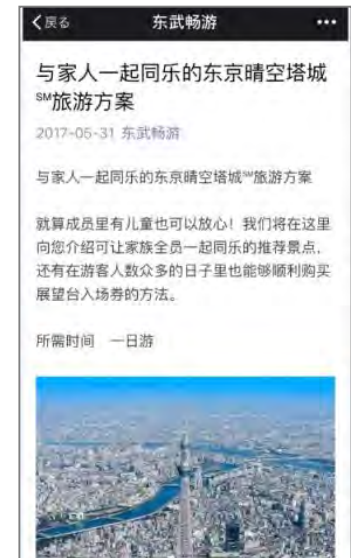 戻る 东武畅游 •••
与家人一起同乐的东京晴空塔城
℠旅游方案
2017-05-31 东武畅游
与家人一起同乐的东京晴空塔城℠旅游方案
就算成员里有儿童也可以放心！我们将在这里
向您介绍可让家族全员一起同乐的推荐景点，
还有在游客人数众多的日子里也能够顺利购买
展望台入场券的方法。
所需时间 一日游